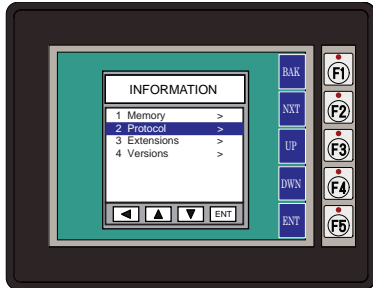 INFORMATION
1 Memory >
2 Protocol >
3 Extensions >
4 Versions >
ENT
BAK
NXT
UP
DWN
ENT
F1
F2
F3
F4
F5